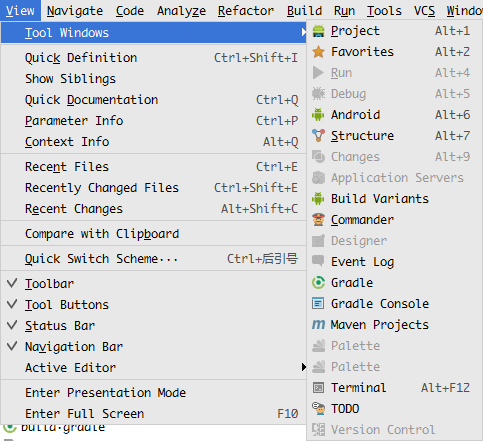 View Navigate Code Analyze Refactor Build Run Tools VCS Windo
Tool Windows
Quick Definition Ctrl+Shift+I
Show Siblings
Quick Documentation Ctrl+Q
Parameter Info Ctrl+P
Context Info Alt+Q
Recent Files Ctrl+E
Recently Changed Files Ctrl+Shift+E
Recent Changes Alt+Shift+C
Compare with Clipboard
Quick Switch Scheme... Ctrl+后引号
Toolbar
Tool Buttons
Status Bar
Navigation Bar
Active Editor
Enter Presentation Mode
Enter Full Screen F10
build.gradle
Project Alt+1
Favorites Alt+2
Run Alt+4
Debug Alt+5
Android Alt+6
Structure Alt+7
Changes Alt+9
Application Servers
Build Variants
Commander
Designer
Event Log
Gradle
Gradle Console
Maven Projects
Palette
Palette
Terminal Alt+F12
TODO
Version Control